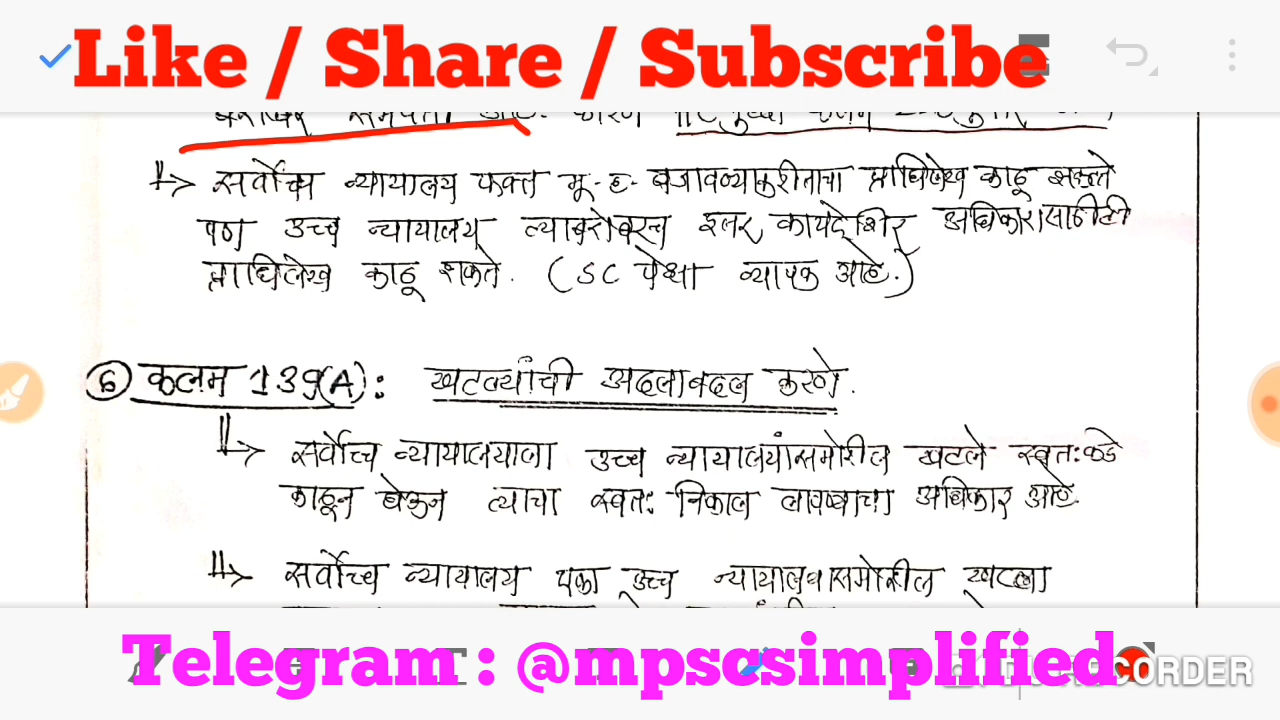 Like / Share / Subscribe
सर्वोच्च न्यायालय फक्त मू-ह- बजावण्याकरीताचा प्राधिलेख काढू शकते
पण उच्च न्यायालय त्याबरोबरच इतर कायदेशिर अधिकारासाठीही
प्राधिलेख काढू शकते. (SC पेक्षा व्यापक आहे.)
6 कलम 139(A): खटल्यांची अदलाबदल करणे.
सर्वोच्च न्यायालयाला उच्च न्यायालयांसमोरील खटले स्वतःकडे
काढून घेऊन त्याचा स्वतः निकाल लावण्याचा अधिकार आहे.
सर्वोच्च न्यायालय एका उच्च न्यायालयासमोरील खटला
Telegram : @mpscsimplified
RECORDER